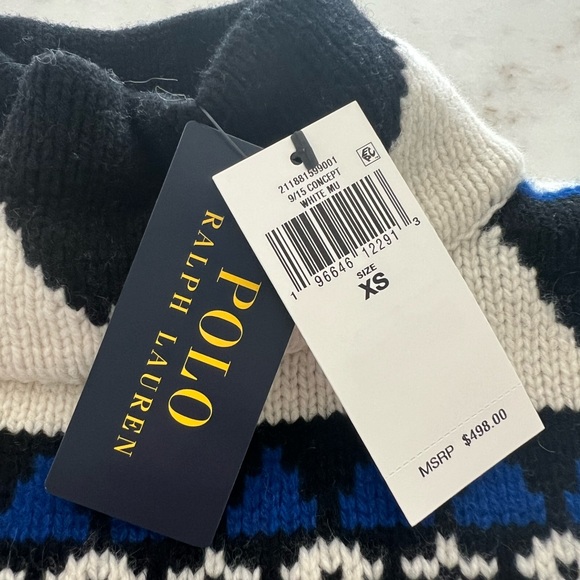 POLO
RALPH LAUREN
211881599001
9/15 CONCEPT
WHITE MU
1 96646 12291 3
SIZE
XS
MSRP $498.00